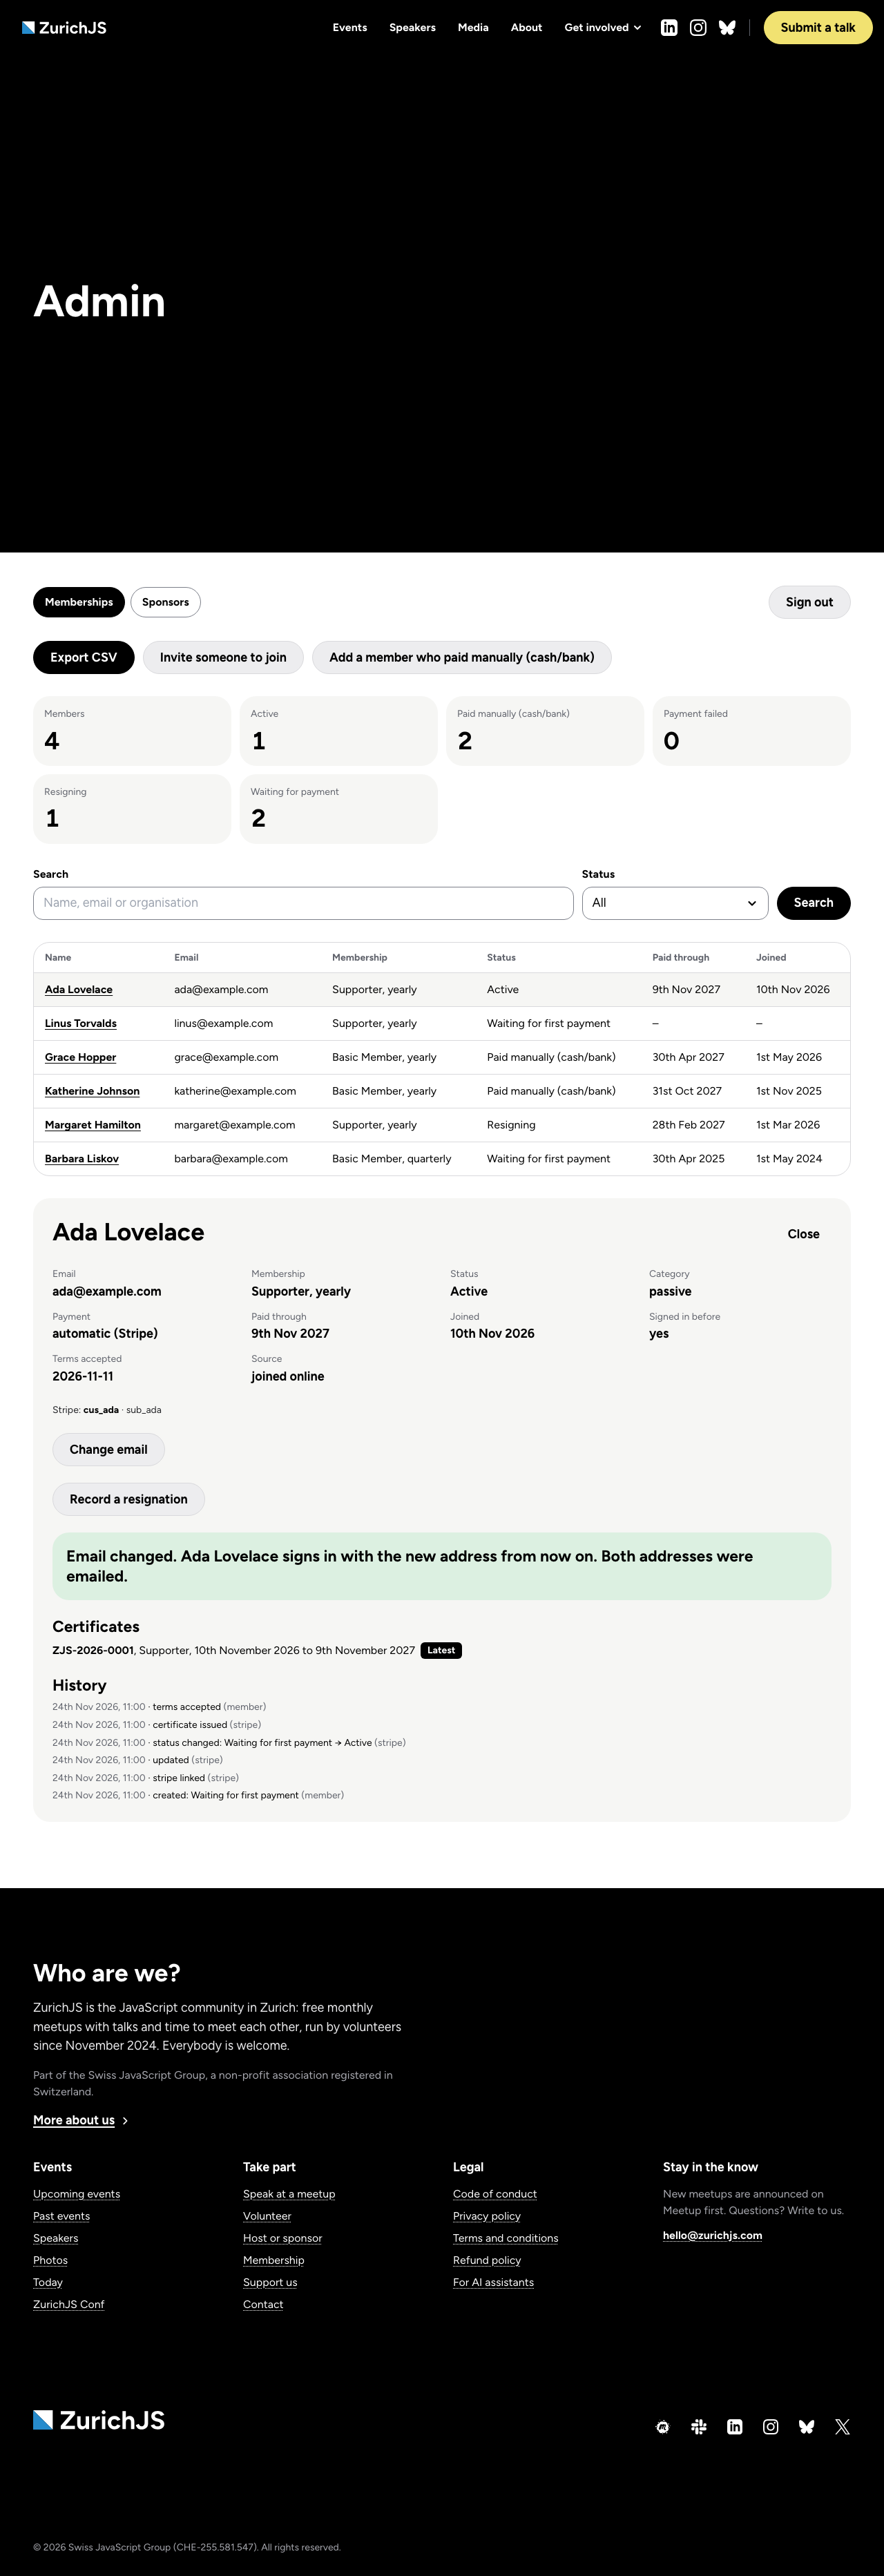 ZurichJS
Events
Speakers
Media
About
Get involved
Submit a talk
Admin
Memberships
Sponsors
Sign out
Export CSV
Invite someone to join
Add a member who paid manually (cash/bank)
Members
4
Active
1
Paid manually (cash/bank)
2
Payment failed
0
Resigning
1
Waiting for payment
2
Search
Status
Name, email or organisation
All
Search
Name Email Membership Status Paid through Joined
Ada Lovelace ada@example.com Supporter, yearly Active 9th Nov 2027 10th Nov 2026
Linus Torvalds linus@example.com Supporter, yearly Waiting for first payment – –
Grace Hopper grace@example.com Basic Member, yearly Paid manually (cash/bank) 30th Apr 2027 1st May 2026
Katherine Johnson katherine@example.com Basic Member, yearly Paid manually (cash/bank) 31st Oct 2027 1st Nov 2025
Margaret Hamilton margaret@example.com Supporter, yearly Resigning 28th Feb 2027 1st Mar 2026
Barbara Liskov barbara@example.com Basic Member, quarterly Waiting for first payment 30th Apr 2025 1st May 2024
Ada Lovelace
Close
Email Membership Status Category
ada@example.com Supporter, yearly Active passive
Payment Paid through Joined Signed in before
automatic (Stripe) 9th Nov 2027 10th Nov 2026 yes
Terms accepted Source
2026-11-11 joined online
Stripe: cus_ada · sub_ada
Change email
Record a resignation
Email changed. Ada Lovelace signs in with the new address from now on. Both addresses were
emailed.
Certificates
ZJS-2026-0001, Supporter, 10th November 2026 to 9th November 2027 Latest
History
24th Nov 2026, 11:00 · terms accepted (member)
24th Nov 2026, 11:00 · certificate issued (stripe)
24th Nov 2026, 11:00 · status changed: Waiting for first payment → Active (stripe)
24th Nov 2026, 11:00 · updated (stripe)
24th Nov 2026, 11:00 · stripe linked (stripe)
24th Nov 2026, 11:00 · created: Waiting for first payment (member)
Who are we?
ZurichJS is the JavaScript community in Zurich: free monthly
meetups with talks and time to meet each other, run by volunteers
since November 2024. Everybody is welcome.
Part of the Swiss JavaScript Group, a non-profit association registered in
Switzerland.
More about us
Events
Upcoming events
Past events
Speakers
Photos
Today
ZurichJS Conf
Take part
Speak at a meetup
Volunteer
Host or sponsor
Membership
Support us
Contact
Legal
Code of conduct
Privacy policy
Terms and conditions
Refund policy
For AI assistants
Stay in the know
New meetups are announced on
Meetup first. Questions? Write to us.
hello@zurichjs.com
ZurichJS
© 2026 Swiss JavaScript Group (CHE-255.581.547). All rights reserved.